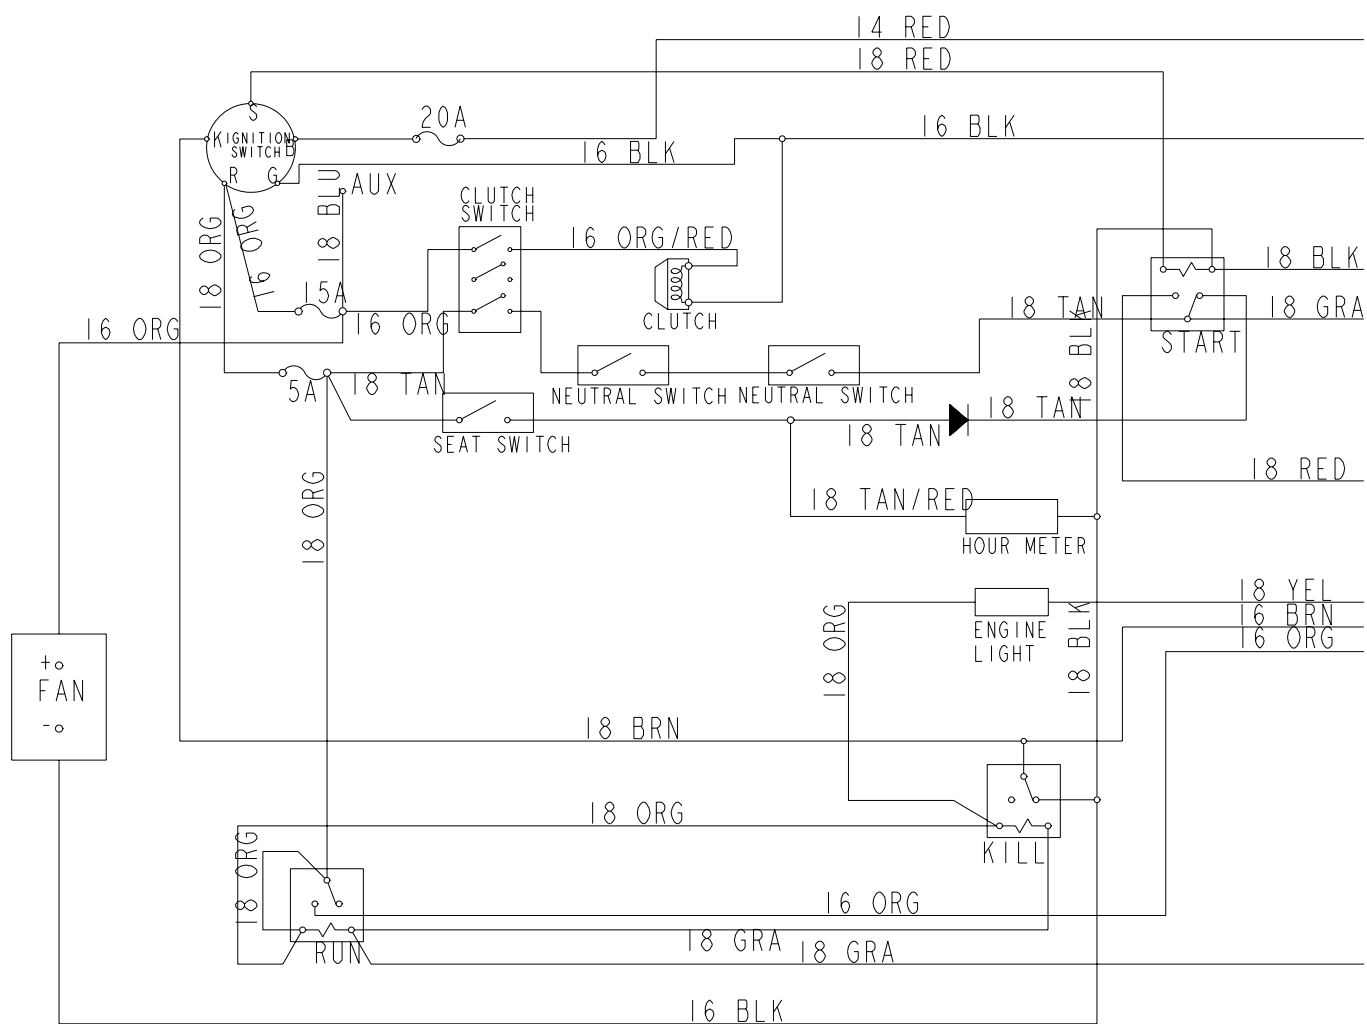 14 RED
18 RED
S
20A
K
IGNITION
SWITCH
B
16 BLK
16 BLK
R
G
AUX
18 BLU
CLUTCH
SWITCH
18 ORG
16 ORG
16 ORG/RED
18 BLK
15A
16 ORG
CLUTCH
18 TAN
18 GRA
16 ORG
18 BLK
START
5A
18 TAN
NEUTRAL SWITCH
NEUTRAL SWITCH
SEAT SWITCH
18 TAN
18 TAN
18 RED
18 ORG
18 TAN/RED
HOUR METER
18 YEL
16 BRN
16 ORG
ENGINE
LIGHT
18 ORG
18 BLK
+
FAN
-
18 BRN
18 ORG
KILL
18 ORG
16 ORG
RUN
18 GRA
18 GRA
16 BLK